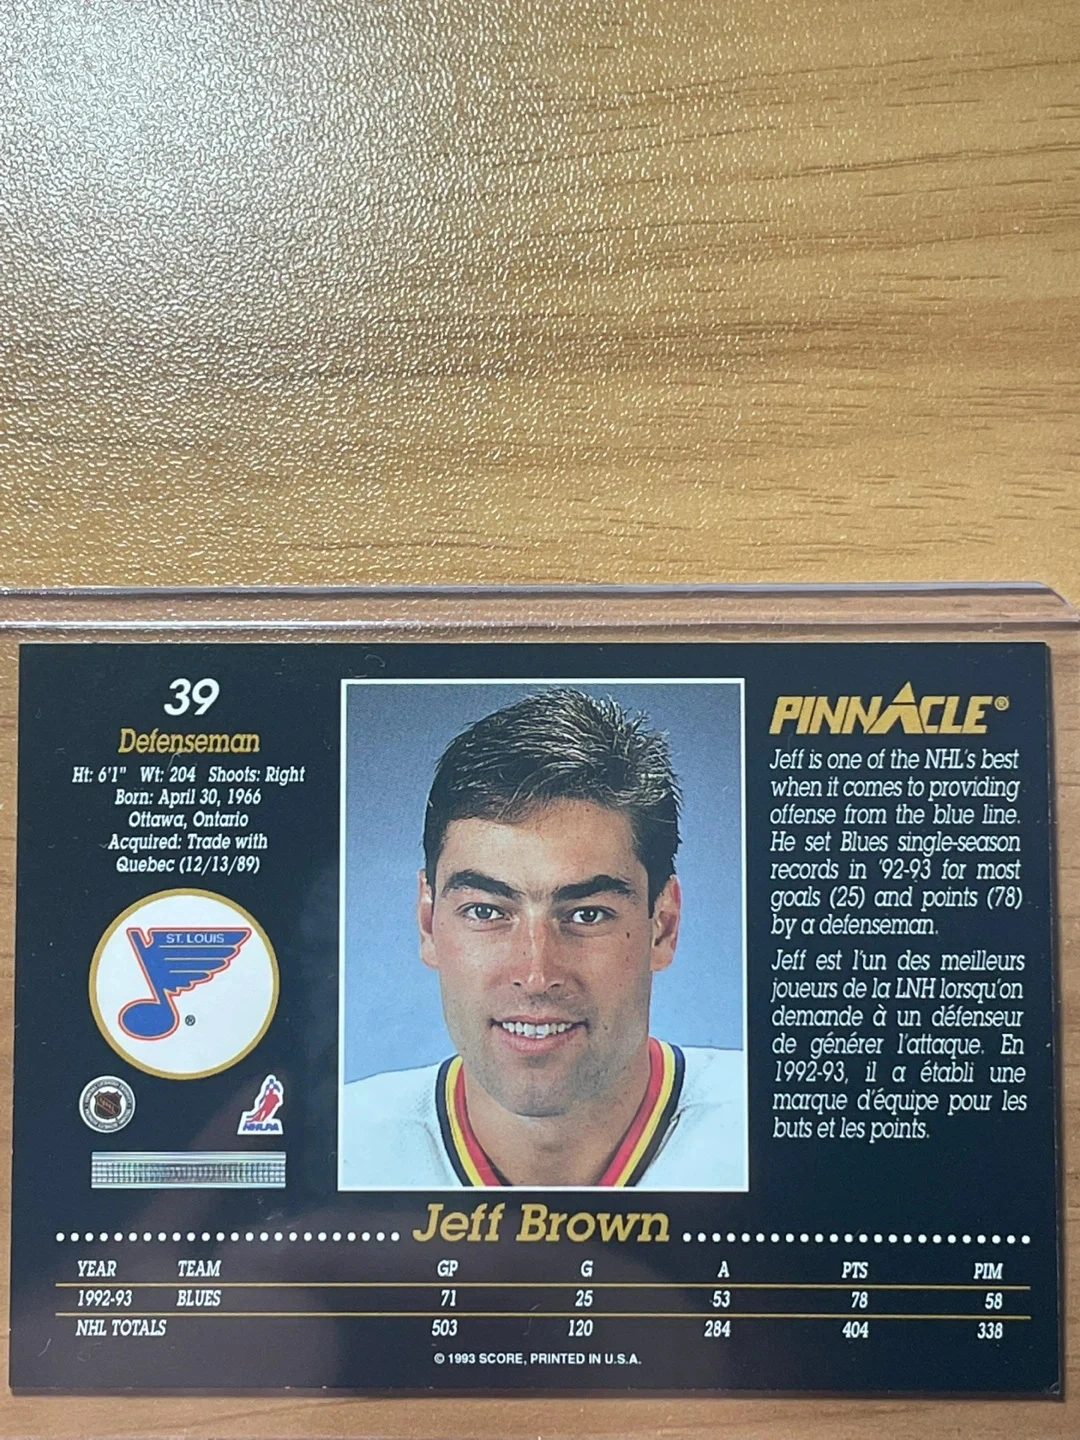 39
Defenseman
Ht: 6'1" Wt: 204 Shoots: Right
Born: April 30, 1966
Ottawa, Ontario
Acquired: Trade with
Quebec (12/13/89)
ST. LOUIS
®
NHLPA
PINNACLE®
Jeff is one of the NHL's best
when it comes to providing
offense from the blue line.
He set Blues single-season
records in '92-93 for most
goals (25) and points (78)
by a defenseman.
Jeff est l'un des meilleurs
joueurs de la LNH lorsqu'on
demande à un défenseur
de générer l'attaque. En
1992-93, il a établi une
marque d'équipe pour les
buts et les points.
Jeff Brown
YEAR TEAM GP G A PTS PIM
1992-93 BLUES 71 25 53 78 58
NHL TOTALS 503 120 284 404 338
© 1993 SCORE, PRINTED IN U.S.A.